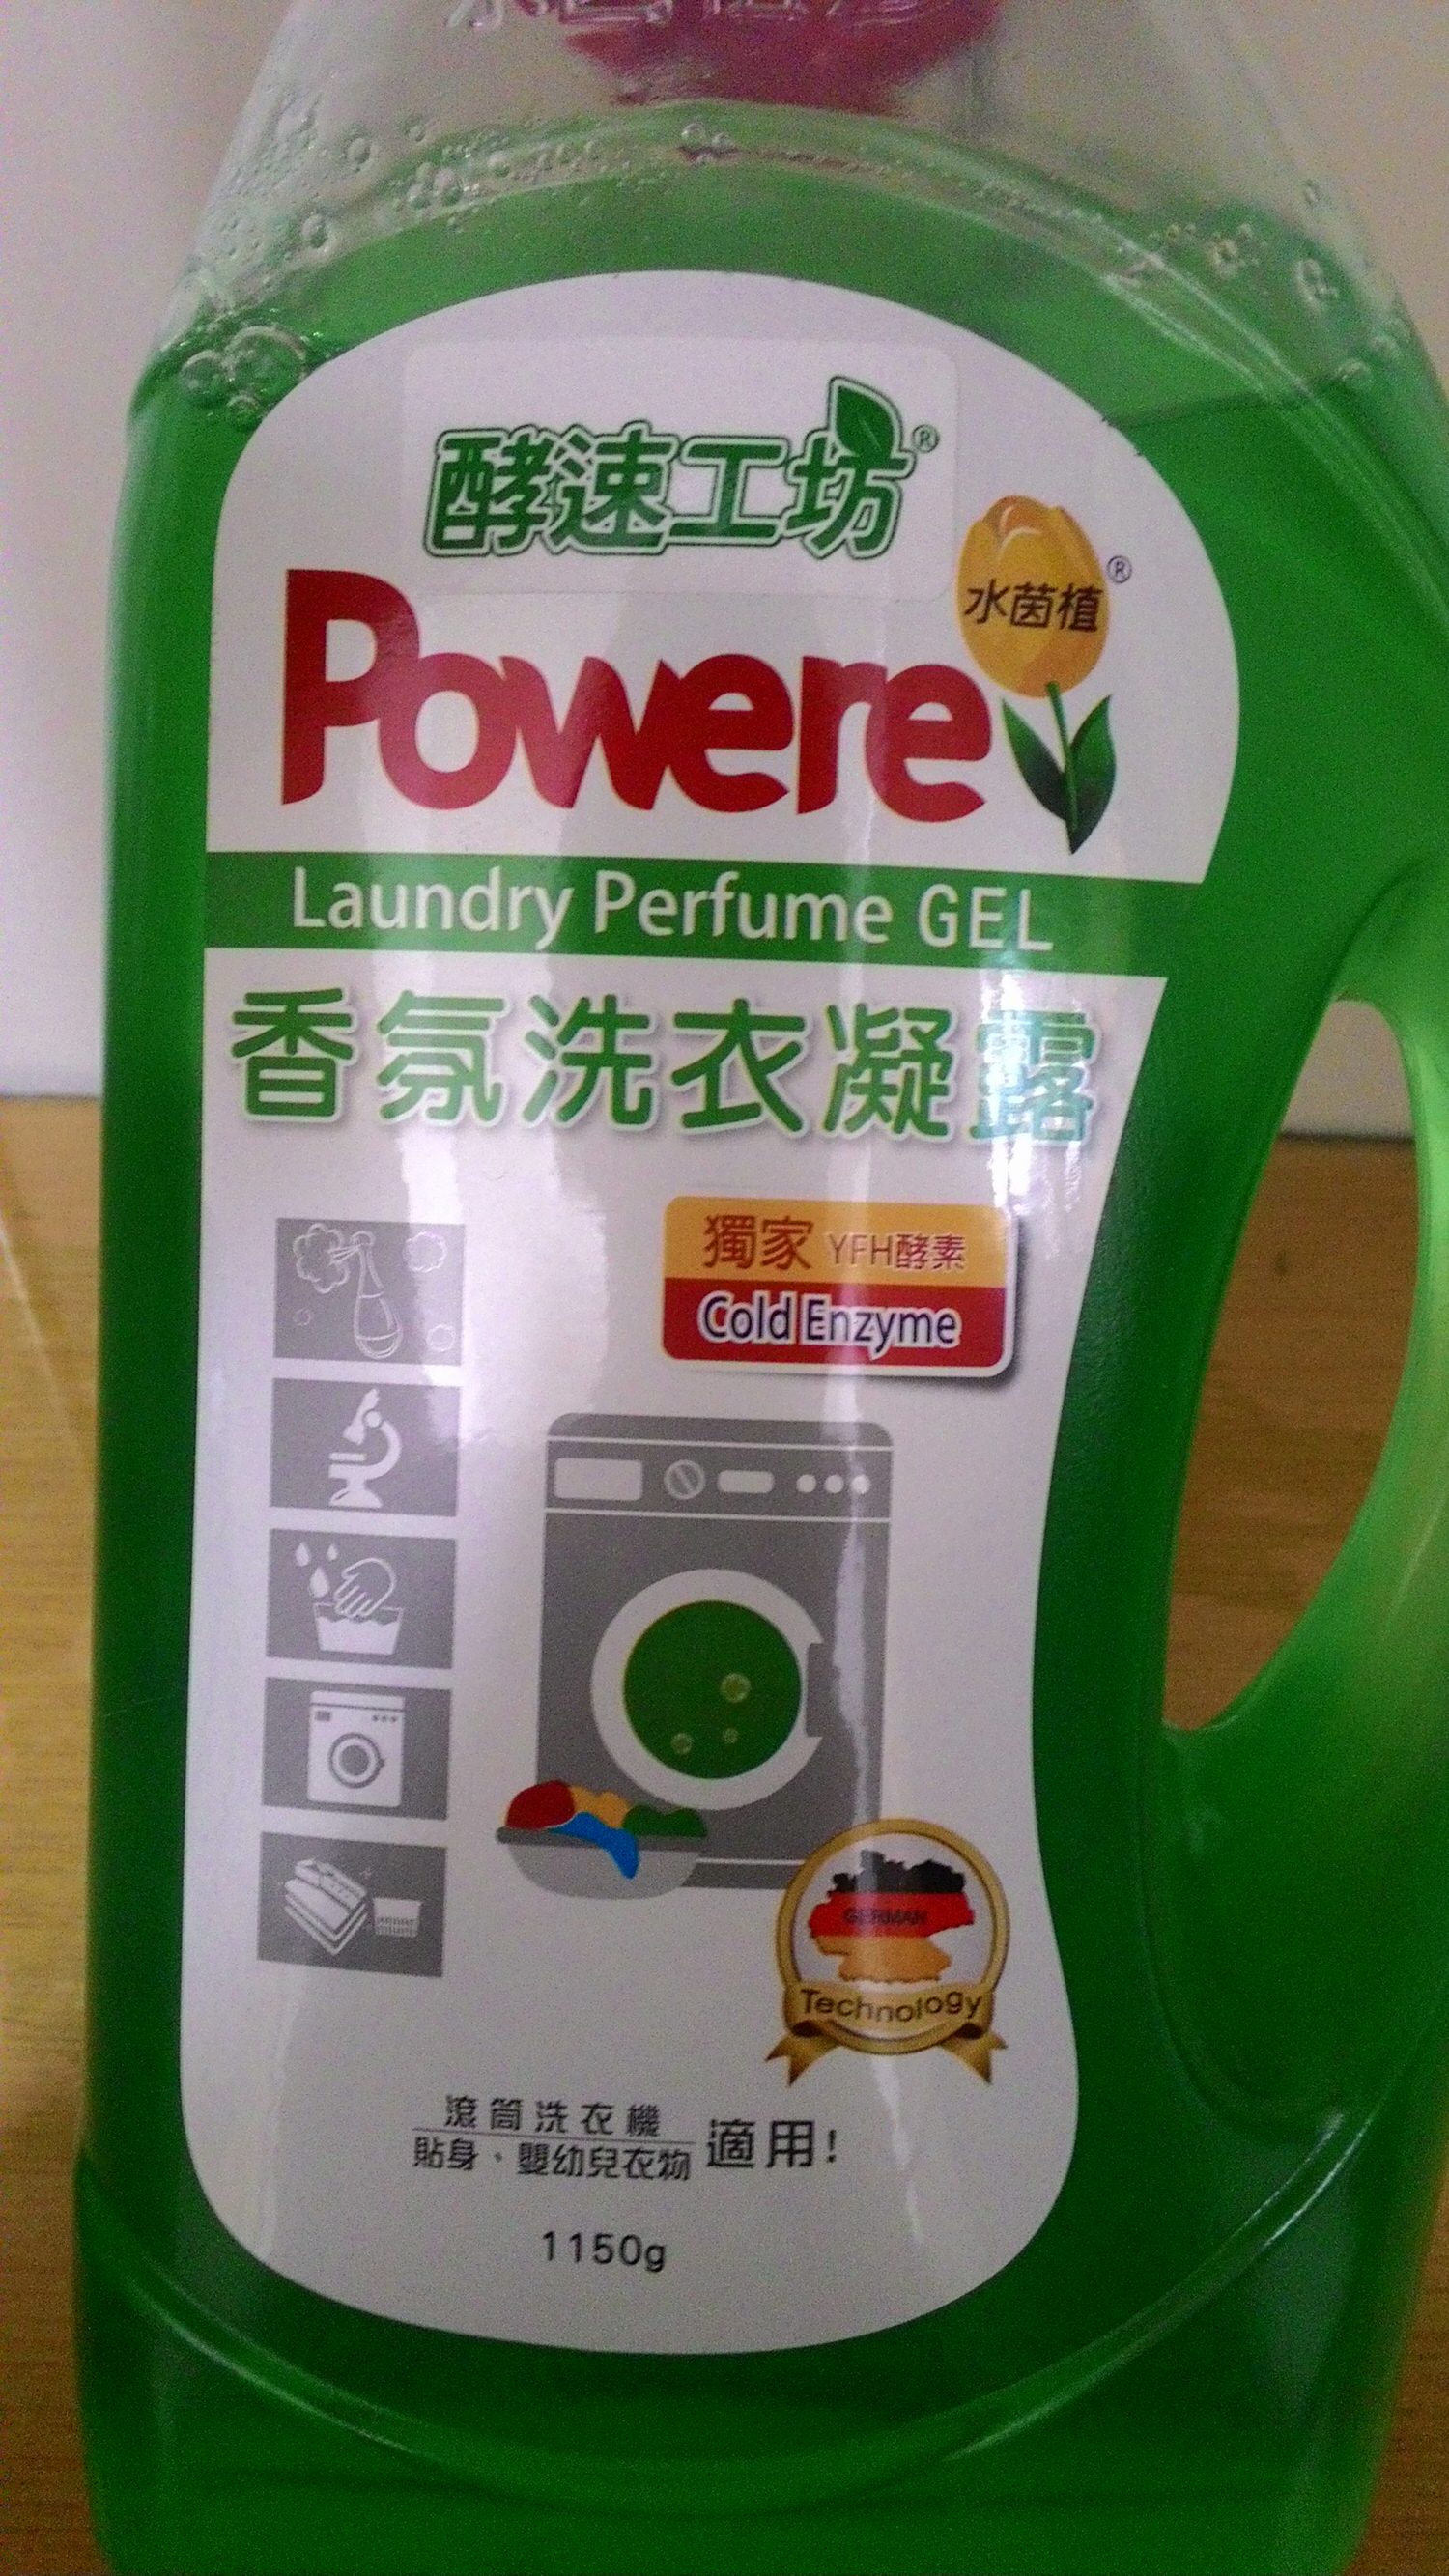 酵速工坊®
水茵植®
Powere
Laundry Perfume GEL
香氛洗衣凝露
獨家 YFH酵素
Cold Enzyme
GERMAN
Technology
滾筒洗衣機
貼身、嬰幼兒衣物 適用!
1150g